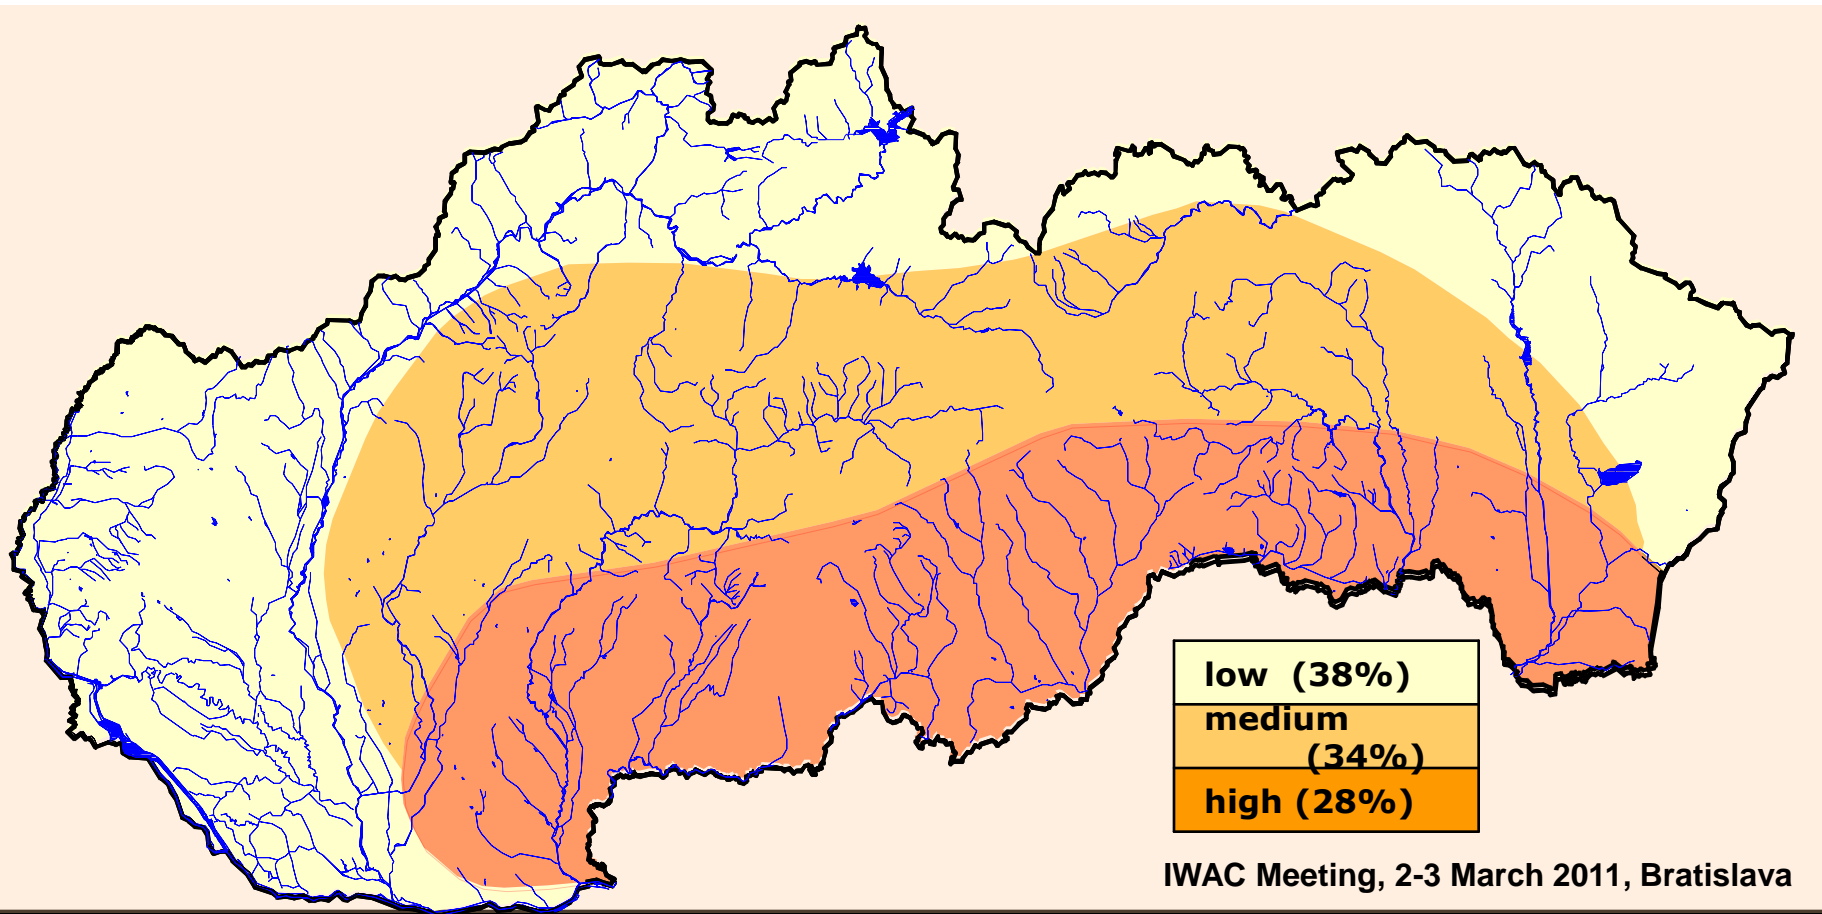 low (38%)
medium
(34%)
high (28%)
IWAC Meeting, 2-3 March 2011, Bratislava